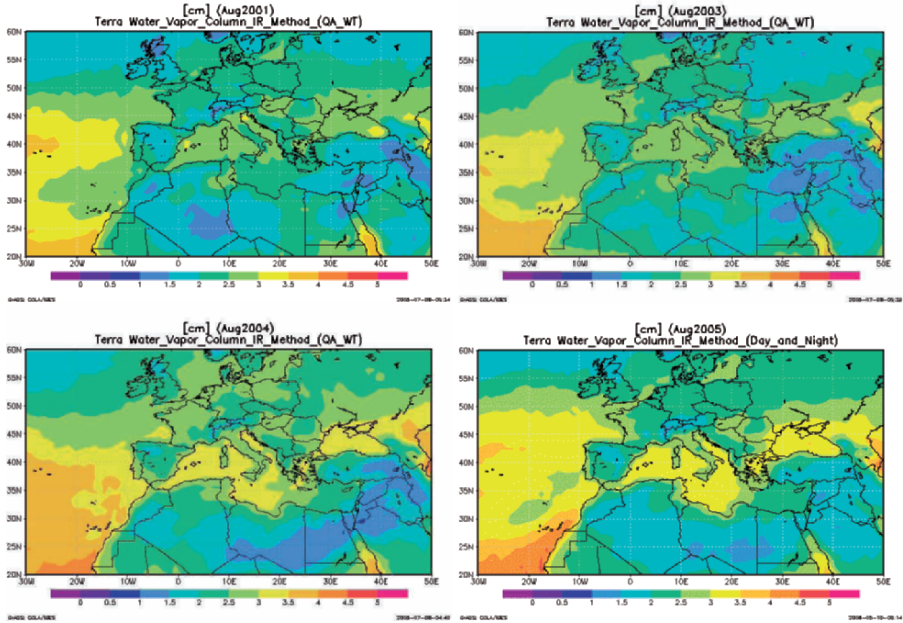 [cm] (Aug2001)
Terra Water_Vapor_Column_IR_Method_(QA_WT)
60N
55N
50N
45N
40N
35N
30N
25N
20N
30W 20W 10W 0 10E 20E 30E 40E 50E
0 0.5 1 1.5 2 2.5 3 3.5 4 4.5 5
GrADS: COLA/IGES
[cm] (Aug2003)
Terra Water_Vapor_Column_IR_Method_(QA_WT)
60N
55N
50N
45N
40N
35N
30N
25N
20N
30W 20W 10W 0 10E 20E 30E 40E 50E
0 0.5 1 1.5 2 2.5 3 3.5 4 4.5 5
GrADS: COLA/IGES
[cm] (Aug2004)
Terra Water_Vapor_Column_IR_Method_(QA_WT)
60N
55N
50N
45N
40N
35N
30N
25N
20N
30W 20W 10W 0 10E 20E 30E 40E 50E
0 0.5 1 1.5 2 2.5 3 3.5 4 4.5 5
GrADS: COLA/IGES
[cm] (Aug2005)
Terra Water_Vapor_Column_IR_Method_(Day_and_Night)
60N
55N
50N
45N
40N
35N
30N
25N
20N
30W 20W 10W 0 10E 20E 30E 40E 50E
0 0.5 1 1.5 2 2.5 3 3.5 4 4.5 5
GrADS: COLA/IGES